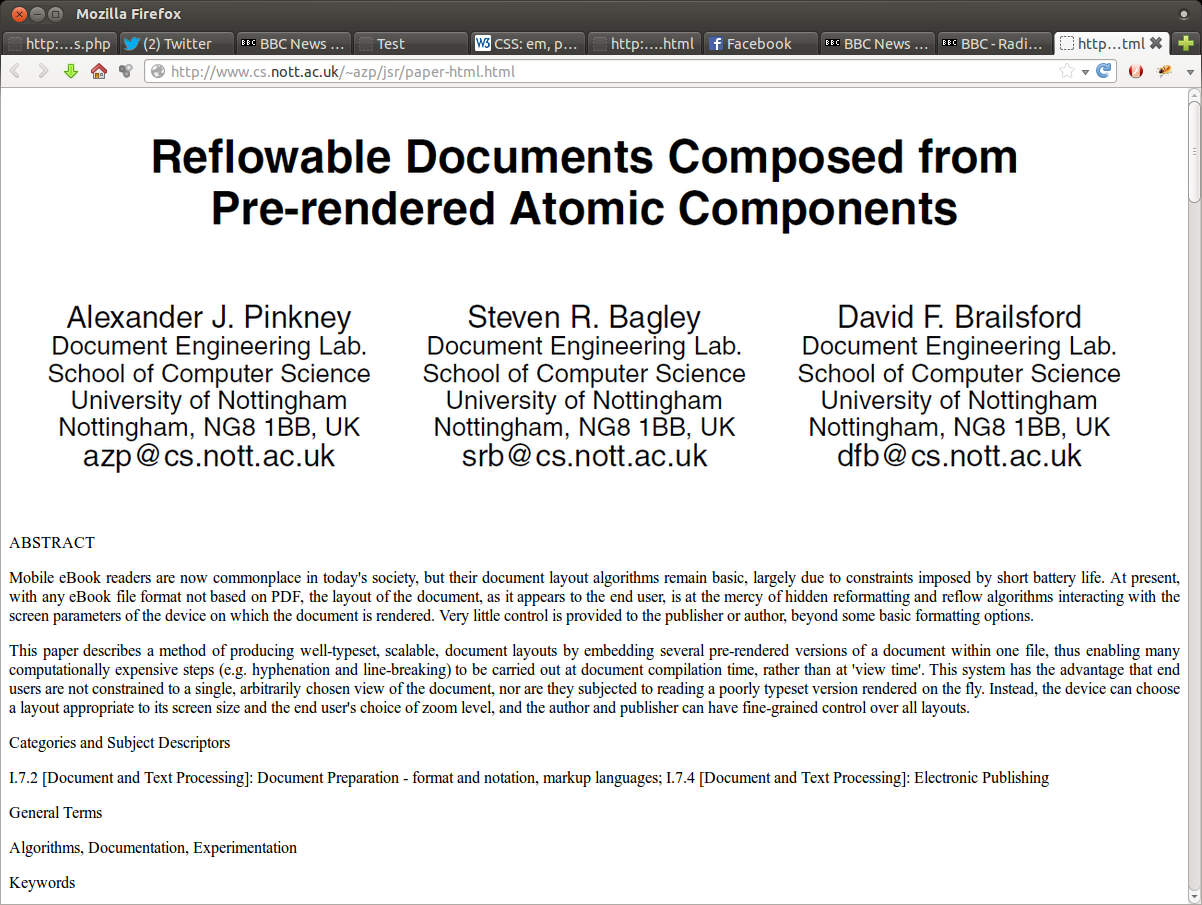 Mozilla Firefox
http:...s.php
(2) Twitter
BBC BBC News ...
Test
W3 CSS: em, p...
http:....html
f Facebook
BBC BBC News ...
BBC BBC - Radi...
http...tml
http://www.cs.nott.ac.uk/~azp/jsr/paper-html.html
Reflowable Documents Composed from
Pre-rendered Atomic Components
Alexander J. Pinkney
Document Engineering Lab.
School of Computer Science
University of Nottingham
Nottingham, NG8 1BB, UK
azp@cs.nott.ac.uk
Steven R. Bagley
Document Engineering Lab.
School of Computer Science
University of Nottingham
Nottingham, NG8 1BB, UK
srb@cs.nott.ac.uk
David F. Brailsford
Document Engineering Lab.
School of Computer Science
University of Nottingham
Nottingham, NG8 1BB, UK
dfb@cs.nott.ac.uk
ABSTRACT
Mobile eBook readers are now commonplace in today's society, but their document layout algorithms remain basic, largely due to constraints imposed by short battery life. At present,
with any eBook file format not based on PDF, the layout of the document, as it appears to the end user, is at the mercy of hidden reformatting and reflow algorithms interacting with the
screen parameters of the device on which the document is rendered. Very little control is provided to the publisher or author, beyond some basic formatting options.
This paper describes a method of producing well-typeset, scalable, document layouts by embedding several pre-rendered versions of a document within one file, thus enabling many
computationally expensive steps (e.g. hyphenation and line-breaking) to be carried out at document compilation time, rather than at 'view time'. This system has the advantage that end
users are not constrained to a single, arbitrarily chosen view of the document, nor are they subjected to reading a poorly typeset version rendered on the fly. Instead, the device can choose
a layout appropriate to its screen size and the end user's choice of zoom level, and the author and publisher can have fine-grained control over all layouts.
Categories and Subject Descriptors
I.7.2 [Document and Text Processing]: Document Preparation - format and notation, markup languages; I.7.4 [Document and Text Processing]: Electronic Publishing
General Terms
Algorithms, Documentation, Experimentation
Keywords